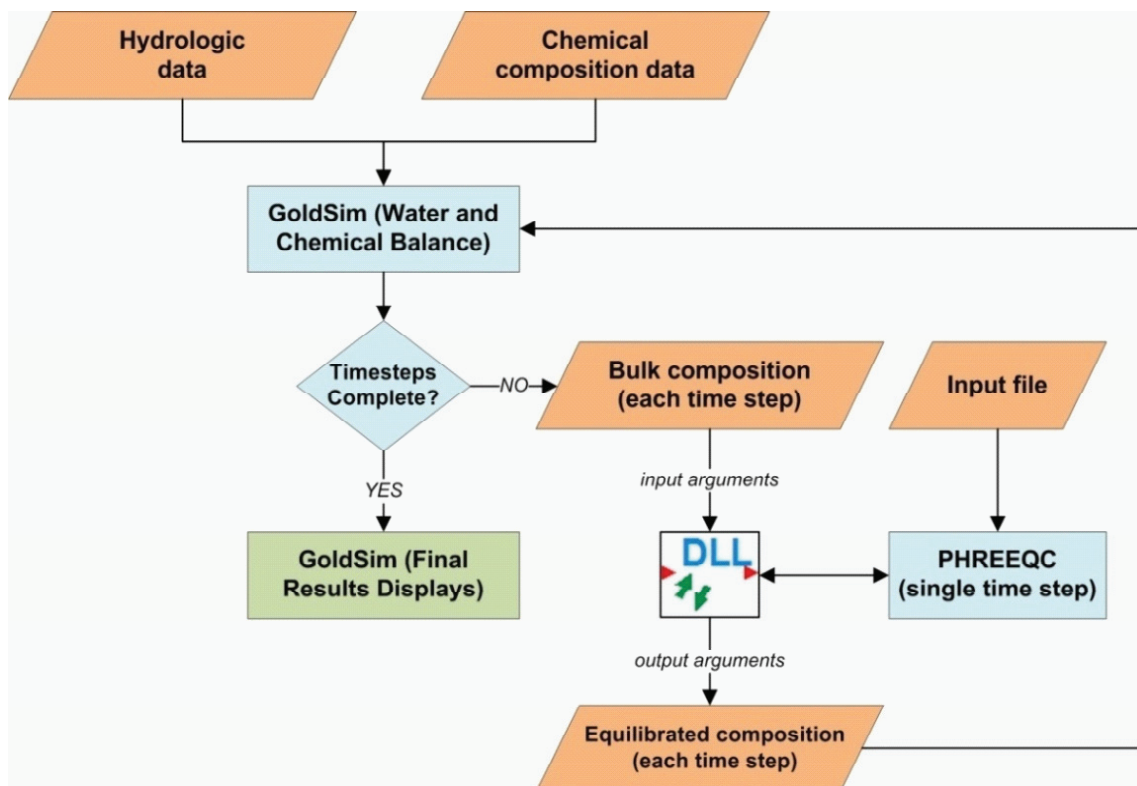 Hydrologic
data
Chemical
composition data
GoldSim (Water and
Chemical Balance)
Timesteps
Complete?
NO
Bulk composition
(each time step)
Input file
YES
input arguments
GoldSim (Final
Results Displays)
DLL
PHREEQC
(single time step)
output arguments
Equilibrated composition
(each time step)